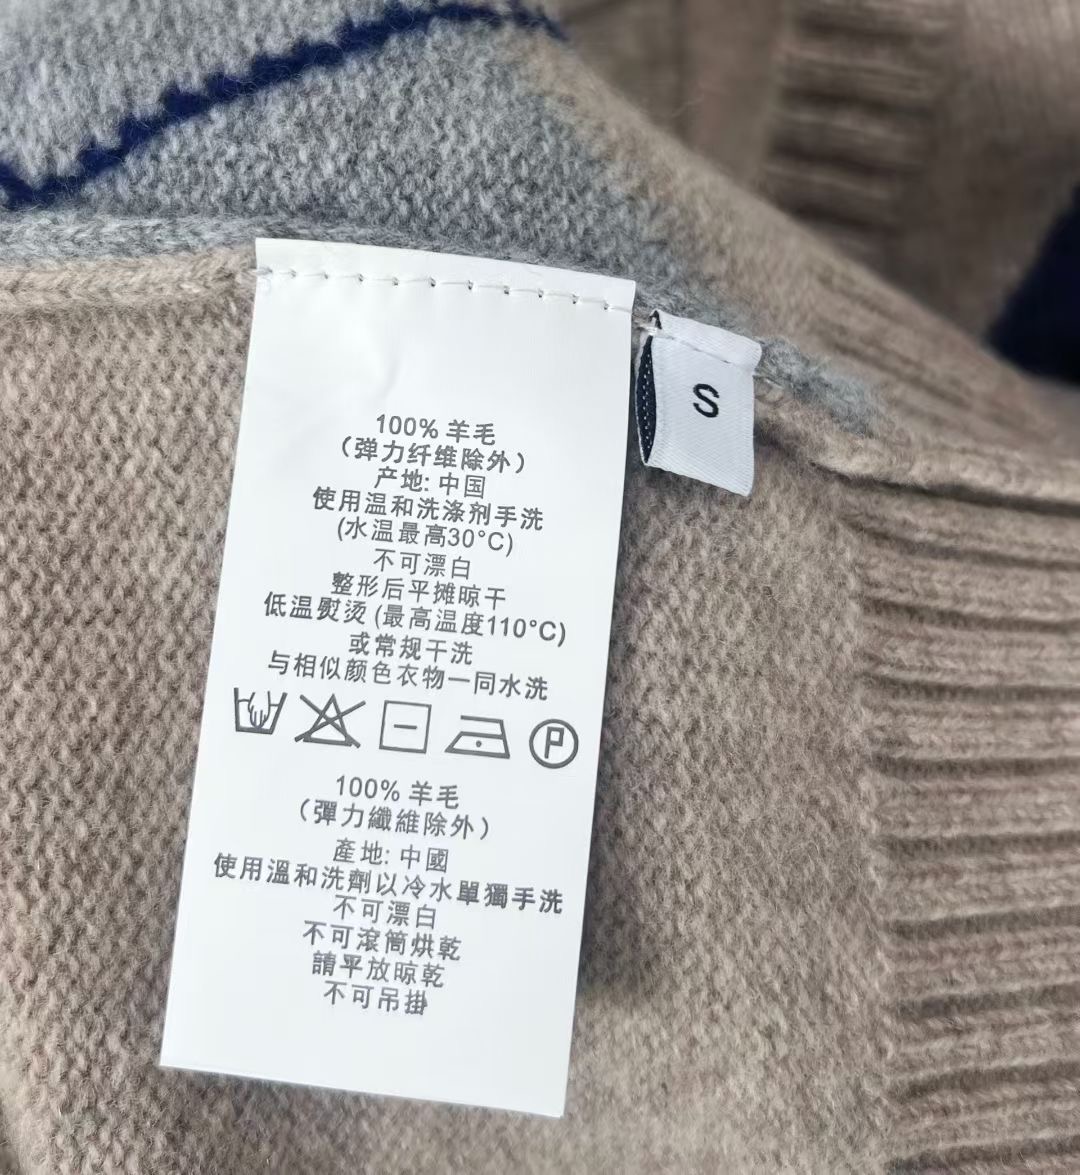 100% 羊毛
（弹力纤维除外）
产地: 中国
使用温和洗涤剂手洗
(水温最高30°C)
不可漂白
整形后平摊晾干
低温熨烫 (最高温度110°C)
或常规干洗
与相似颜色衣物一同水洗
P
100% 羊毛
（彈力纖維除外）
產地: 中國
使用溫和洗劑以冷水單獨手洗
不可漂白
不可滾筒烘乾
請平放晾乾
不可吊掛
S